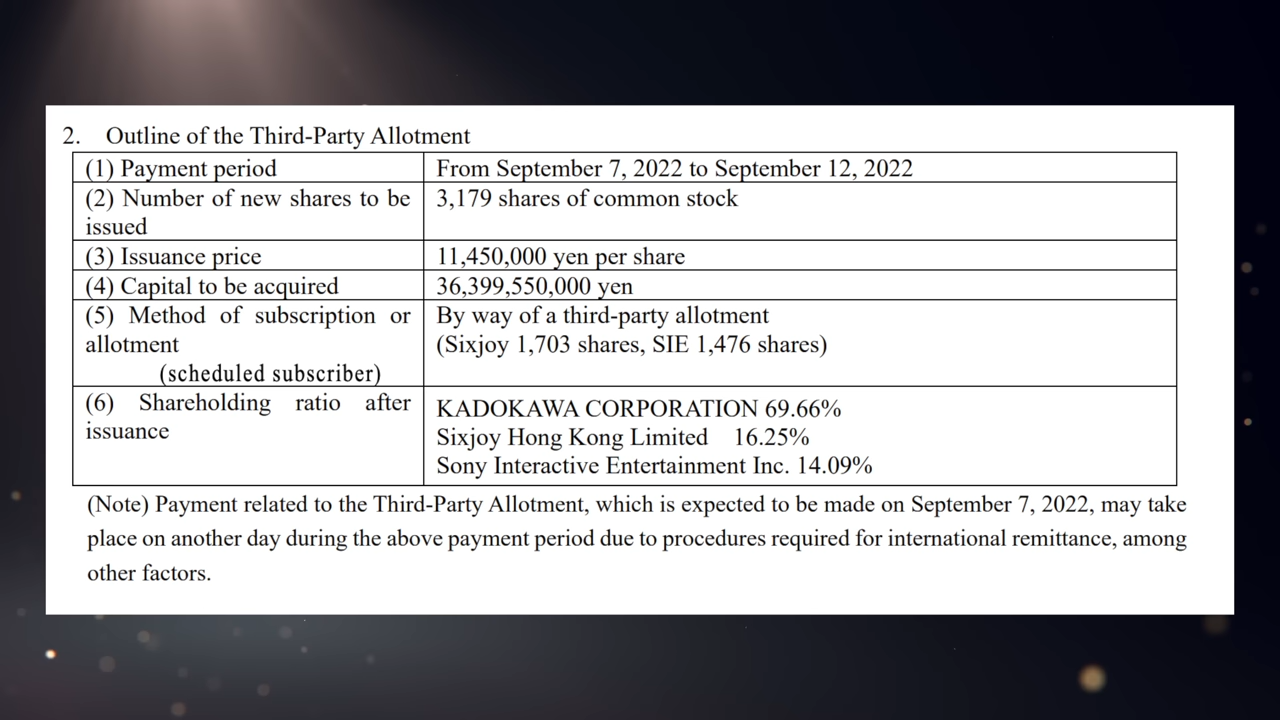 2. Outline of the Third-Party Allotment
(1) Payment period
From September 7, 2022 to September 12, 2022
(2) Number of new shares to be
issued
3,179 shares of common stock
(3) Issuance price
11,450,000 yen per share
(4) Capital to be acquired
36,399,550,000 yen
(5) Method of subscription or
allotment
(scheduled subscriber)
By way of a third-party allotment
(Sixjoy 1,703 shares, SIE 1,476 shares)
(6) Shareholding ratio after
issuance
KADOKAWA CORPORATION 69.66%
Sixjoy Hong Kong Limited 16.25%
Sony Interactive Entertainment Inc. 14.09%
(Note) Payment related to the Third-Party Allotment, which is expected to be made on September 7, 2022, may take
place on another day during the above payment period due to procedures required for international remittance, among
other factors.